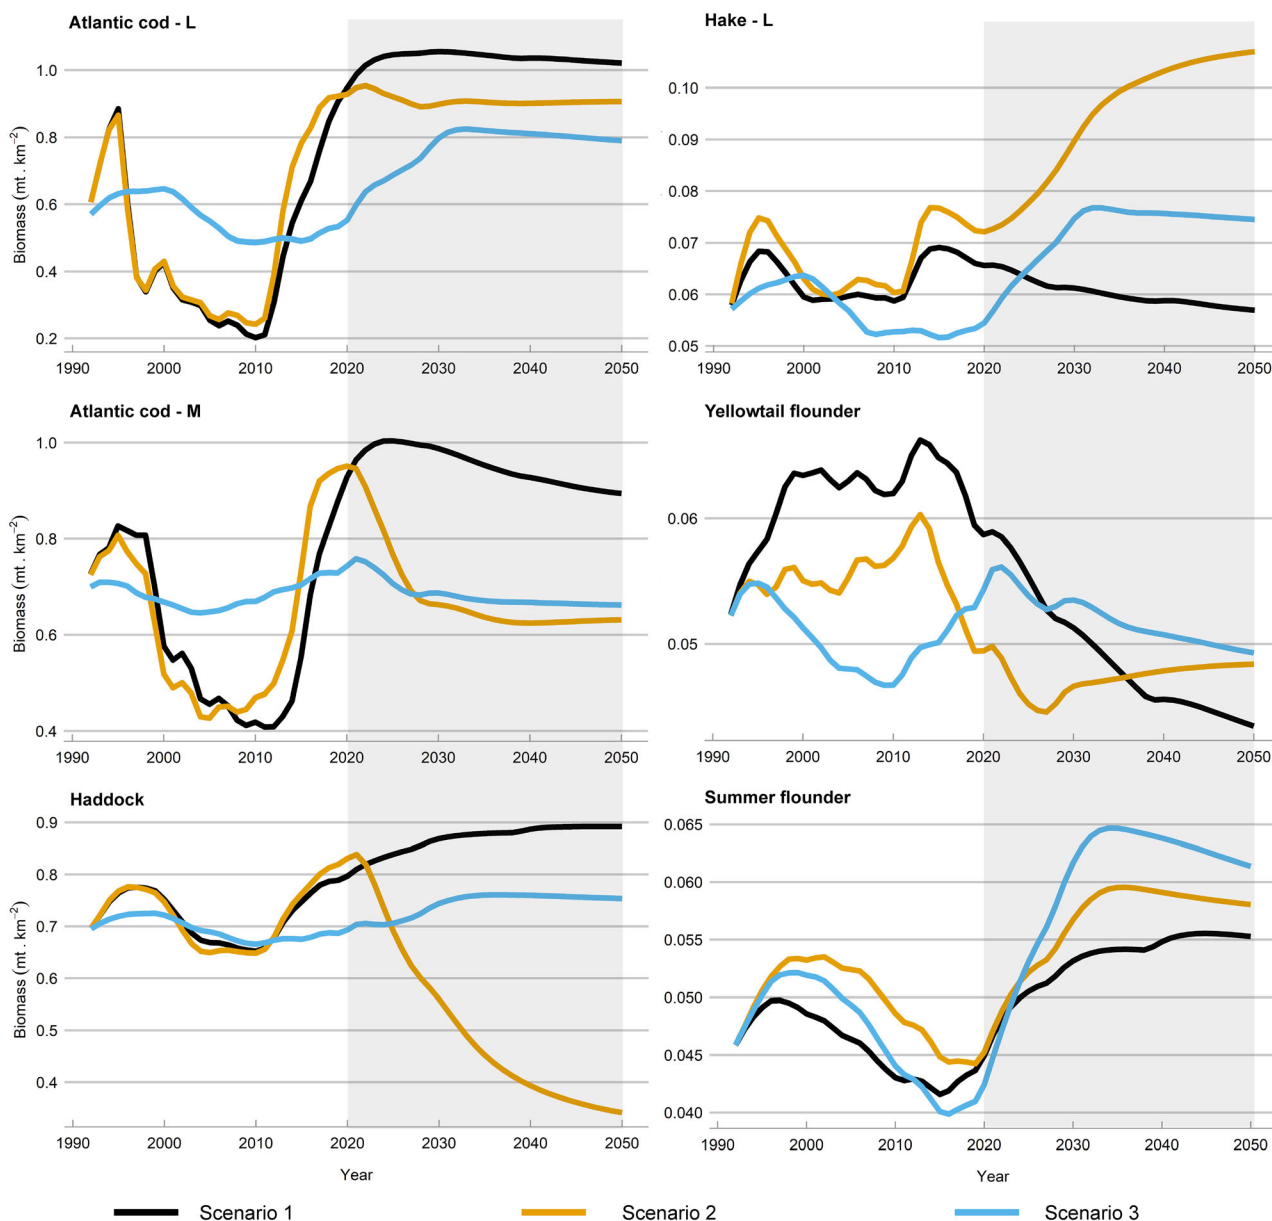 Atlantic cod - L
Biomass (mt . km⁻²)
1.0
0.8
0.6
0.4
0.2
1990 2000 2010 2020 2030 2040 2050
Hake - L
0.10
0.09
0.08
0.07
0.06
0.05
1990 2000 2010 2020 2030 2040 2050
Atlantic cod - M
Biomass (mt . km⁻²)
1.0
0.8
0.6
0.4
1990 2000 2010 2020 2030 2040 2050
Yellowtail flounder
0.06
0.05
1990 2000 2010 2020 2030 2040 2050
Haddock
Biomass (mt . km⁻²)
0.9
0.8
0.7
0.6
0.5
0.4
1990 2000 2010 2020 2030 2040 2050
Year
Summer flounder
0.065
0.060
0.055
0.050
0.045
0.040
1990 2000 2010 2020 2030 2040 2050
Year
Scenario 1 Scenario 2 Scenario 3